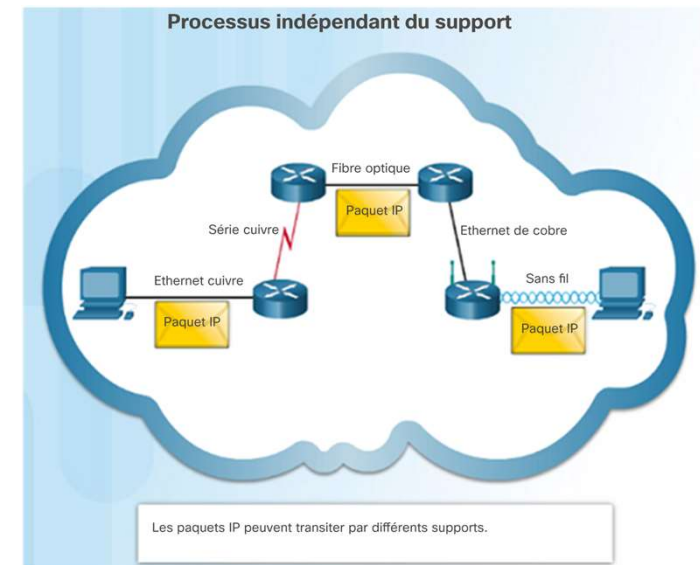 Processus indépendant du support
Fibre optique
Paquet IP
Série cuivre
Ethernet de cobre
Ethernet cuivre
Sans fil
Paquet IP
Paquet IP
Les paquets IP peuvent transiter par différents supports.